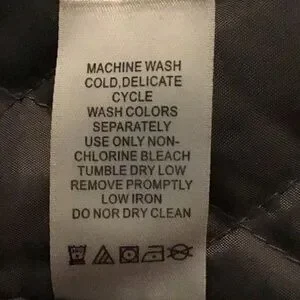 MACHINE WASH
COLD,DELICATE
CYCLE
WASH COLORS
SEPARATELY
USE ONLY NON-
CHLORINE BLEACH
TUMBLE DRY LOW
REMOVE PROMPTLY
LOW IRON
DO NOR DRY CLEAN